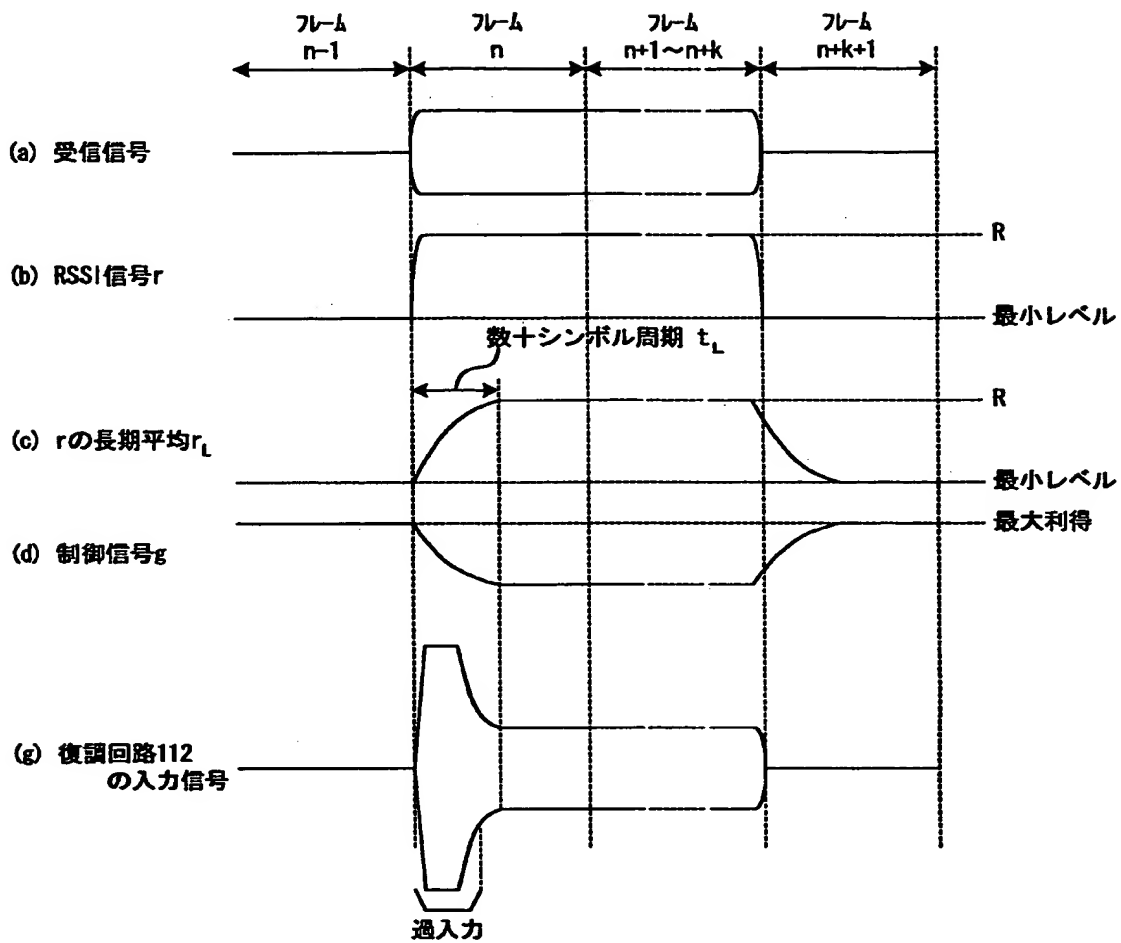 フレーム
n-1
フレーム
n
フレーム
n+1～n+k
フレーム
n+k+1
(a) 受信信号
R
(b) RSSI信号r
最小レベル
数十シンボル周期 tL
R
(c) rの長期平均rL
最小レベル
最大利得
(d) 制御信号g
(g) 復調回路112
の入力信号
過入力